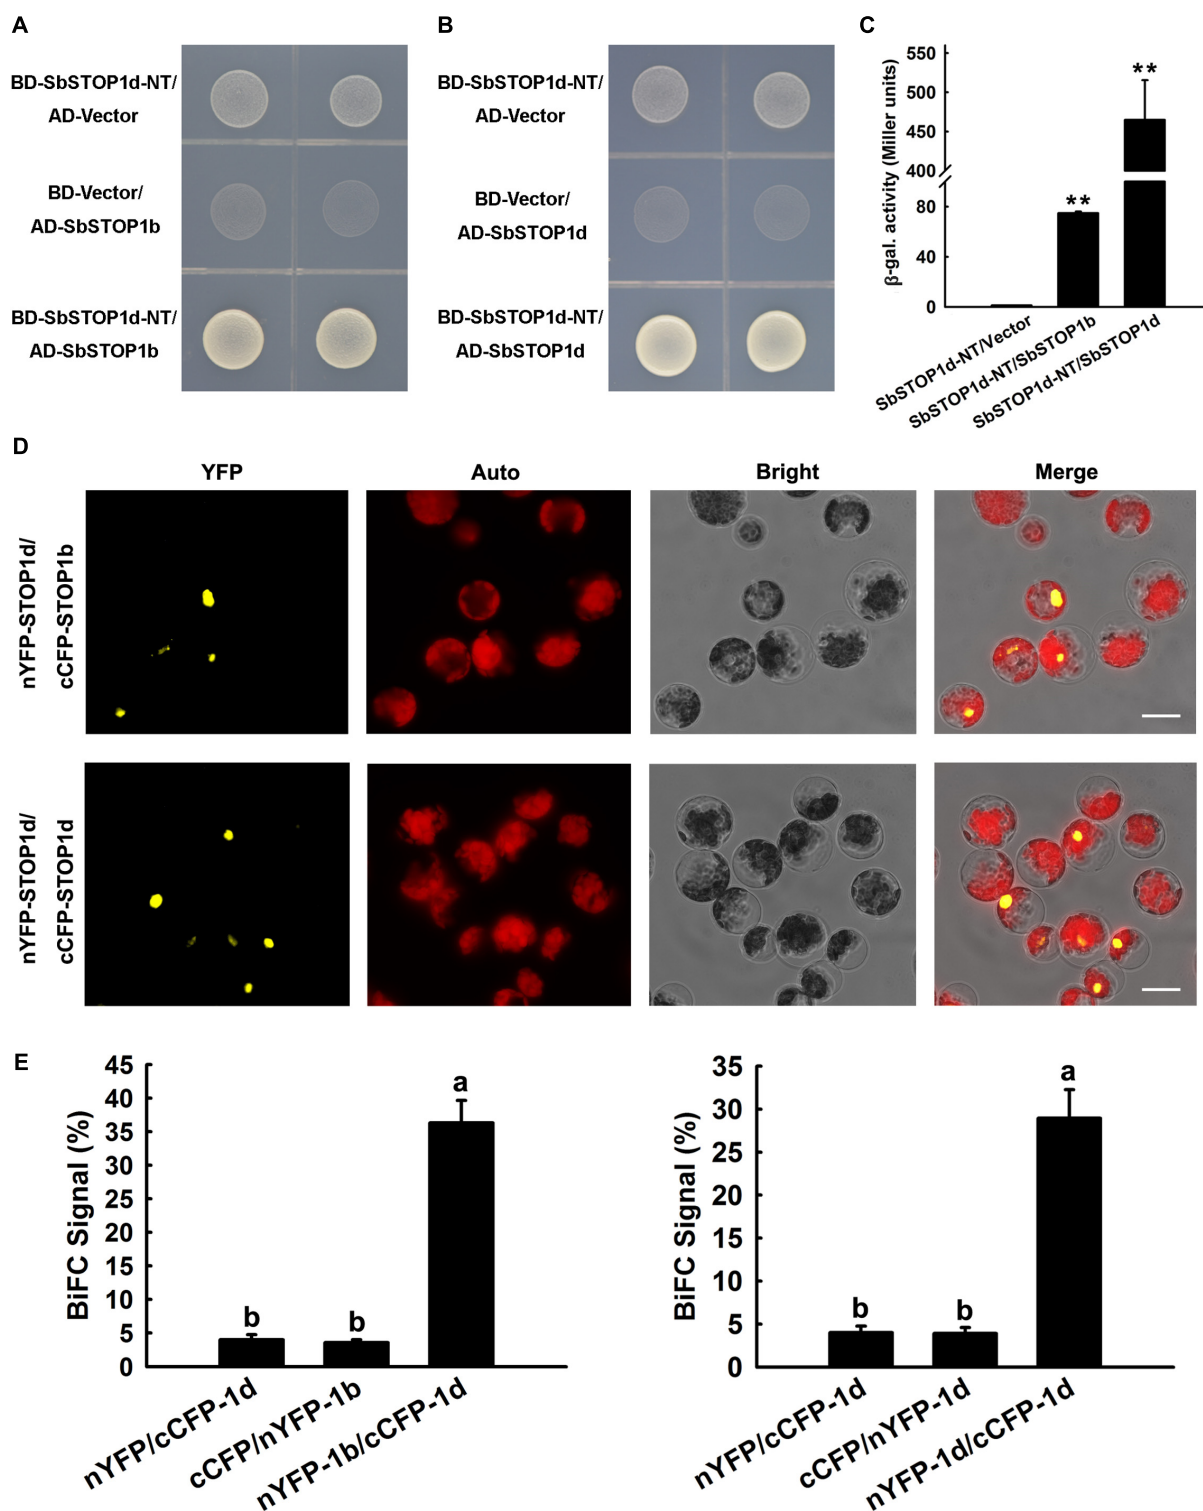 A
BD-SbSTOP1d-NT/
AD-Vector
BD-Vector/
AD-SbSTOP1b
BD-SbSTOP1d-NT/
AD-SbSTOP1b
B
BD-SbSTOP1d-NT/
AD-Vector
BD-Vector/
AD-SbSTOP1d
BD-SbSTOP1d-NT/
AD-SbSTOP1d
C
β-gal. activity (Miller units)
550
500
450
400
80
40
0
**
**
SbSTOP1d-NT/Vector
SbSTOP1d-NT/SbSTOP1b
SbSTOP1d-NT/SbSTOP1d
D
YFP
Auto
Bright
Merge
nYFP-STOP1d/
cCFP-STOP1b
nYFP-STOP1d/
cCFP-STOP1d
E
BiFC Signal (%)
45
40
35
30
25
20
15
10
5
0
b
b
a
nYFP/cCFP-1d
cCFP/nYFP-1b
nYFP-1b/cCFP-1d
BiFC Signal (%)
35
30
25
20
15
10
5
0
b
b
a
nYFP/cCFP-1d
cCFP/nYFP-1d
nYFP-1d/cCFP-1d